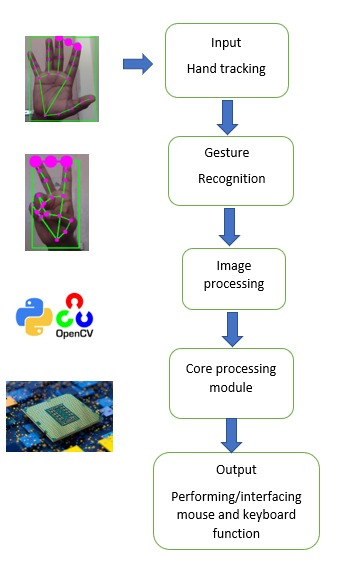 Input
Hand tracking
Gesture
Recognition
Image
processing
OpenCV
Core processing
module
Output
Performing/interfacing
mouse and keyboard
function